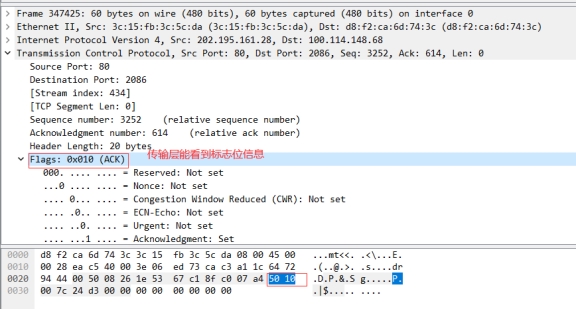 Frame 347425: 60 bytes on wire (480 bits), 60 bytes captured (480 bits) on interface 0
Ethernet II, Src: 3c:15:fb:3c:5c:da (3c:15:fb:3c:5c:da), Dst: d8:f2:ca:6d:74:3c (d8:f2:ca:6d:74:3c)
Internet Protocol Version 4, Src: 202.195.161.28, Dst: 100.114.148.68
Transmission Control Protocol, Src Port: 80, Dst Port: 2086, Seq: 3252, Ack: 614, Len: 0
Source Port: 80
Destination Port: 2086
[Stream index: 434]
[TCP Segment Len: 0]
Sequence number: 3252 (relative sequence number)
Acknowledgment number: 614 (relative ack number)
Header Length: 20 bytes
Flags: 0x010 (ACK) 传输层能看到标志位信息
000. .... .... = Reserved: Not set
...0 .... .... = Nonce: Not set
.... 0... .... = Congestion Window Reduced (CWR): Not set
.... .0.. .... = ECN-Echo: Not set
.... ..0. .... = Urgent: Not set
.... ...1 .... = Acknowledgment: Set
0000 d8 f2 ca 6d 74 3c 3c 15 fb 3c 5c da 08 00 45 00 ...mt<<. .<\...E.
0010 00 28 ea c5 40 00 3e 06 ed 73 ca c3 a1 1c 64 72 .(..@.>. .s....dr
0020 94 44 00 50 08 26 1e 53 67 c1 8f c0 07 a4 50 10 .D.P.&.S g.....P.
0030 00 7c 24 d3 00 00 00 00 00 00 00 00 .|$..... ....